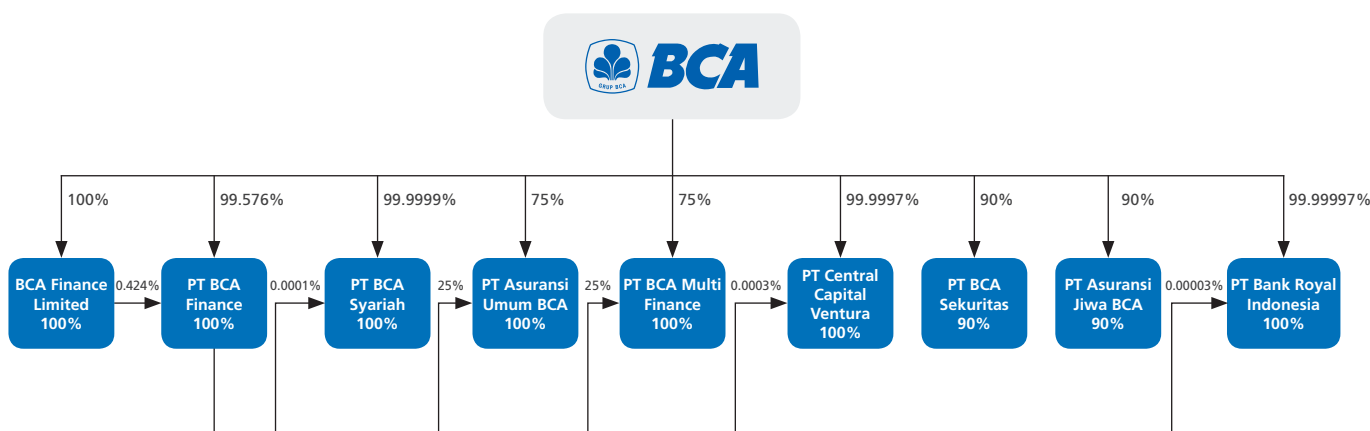 GRUP BCA
BCA
100%
99.576%
99.9999%
75%
75%
99.9997%
90%
90%
99.99997%
BCA Finance
Limited
100%
0.424%
PT BCA
Finance
100%
0.0001%
PT BCA
Syariah
100%
25%
PT Asuransi
Umum BCA
100%
25%
PT BCA Multi
Finance
100%
0.0003%
PT Central
Capital
Ventura
100%
PT BCA
Sekuritas
90%
PT Asuransi
Jiwa BCA
90%
0.00003%
PT Bank Royal
Indonesia
100%